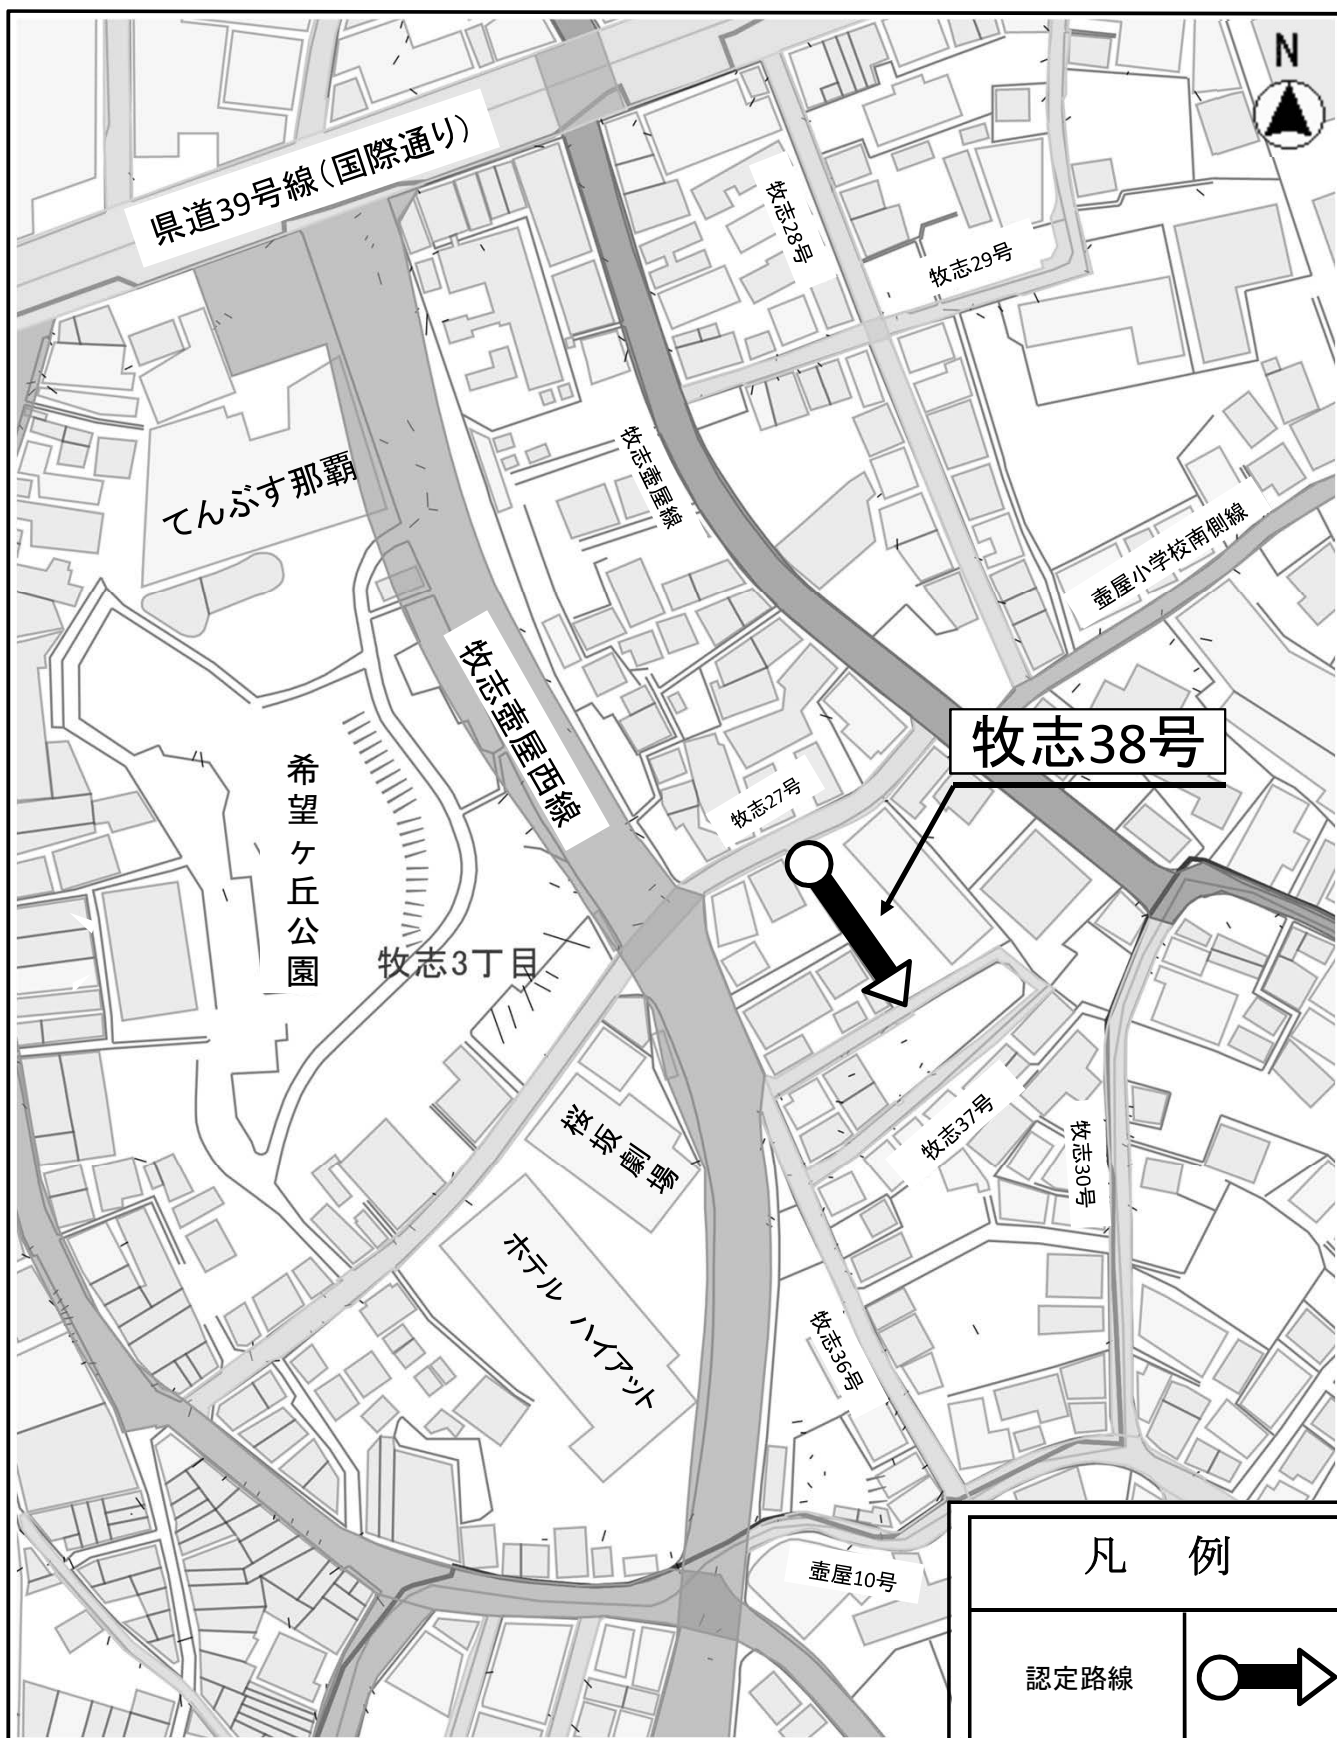 N
県道39号線(国際通り)
牧志28号
牧志29号
牧志壺屋線
てんぶす那覇
壺屋小学校南側線
牧志壺屋西線
牧志38号
希望ヶ丘公園
牧志27号
牧志3丁目
桜坂劇場
牧志37号
牧志30号
ホテル ハイアット
牧志36号
壺屋10号
凡 例
認定路線